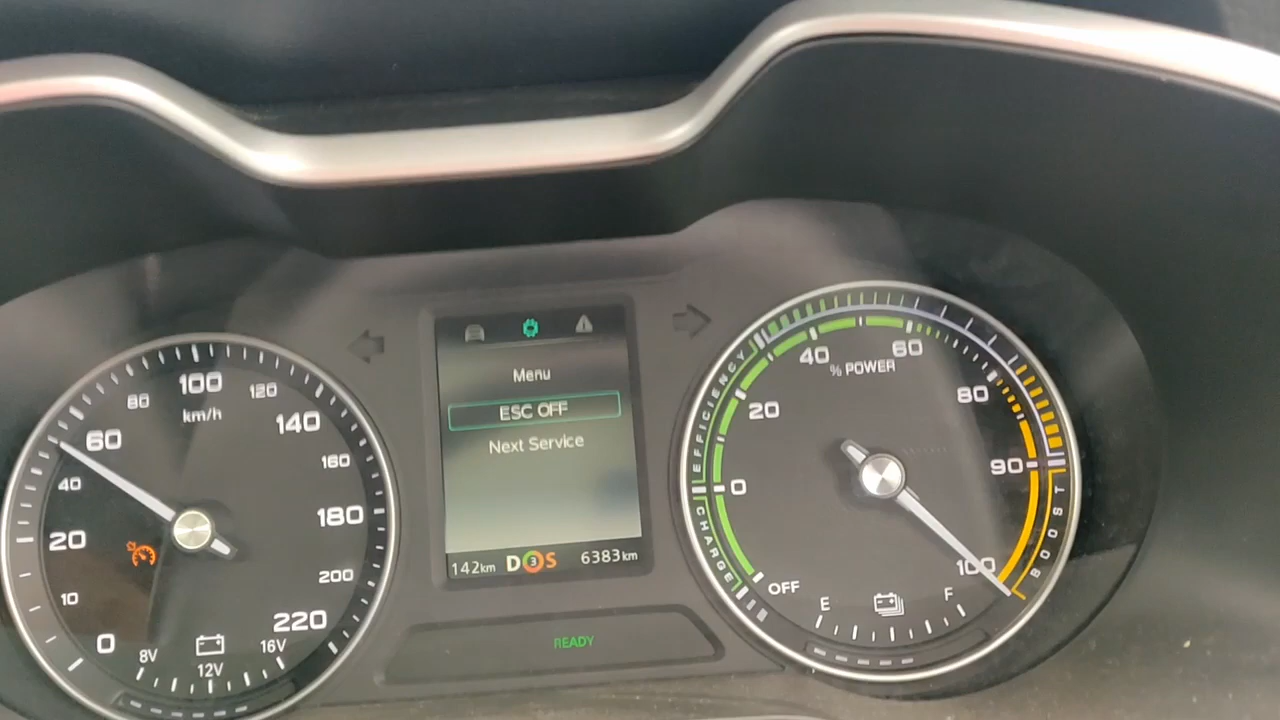 100
80
120
km/h
60
140
40
160
20
180
10
200
0
220
8V
12V
16V
Menu
ESC OFF
Next Service
142km
D 3 S
6383km
READY
EFFICIENCY
CHARGE
BOOST
% POWER
OFF
0
20
40
60
80
90
100
E
F